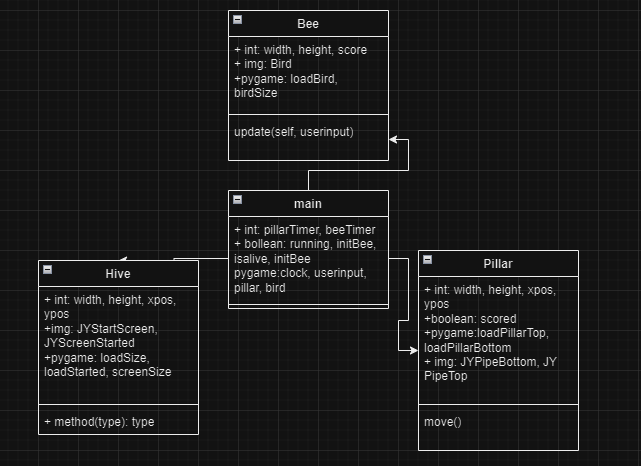 Bee
+ int: width, height, score
+ img: Bird
+pygame: loadBird,
birdSize
update(self, userinput)
main
+ int: pillarTimer, beeTimer
+ bollean: running, initBee,
isalive, initBee
pygame:clock, userinput,
pillar, bird
Hive
+ int: width, height, xpos,
ypos
+img: JYStartScreen,
JYScreenStarted
+pygame: loadSize,
loadStarted, screenSize
+ method(type): type
Pillar
+ int: width, height, xpos,
ypos
+boolean: scored
+pygame:loadPillarTop,
loadPillarBottom
+ img: JYPipeBottom, JY
PipeTop
move()